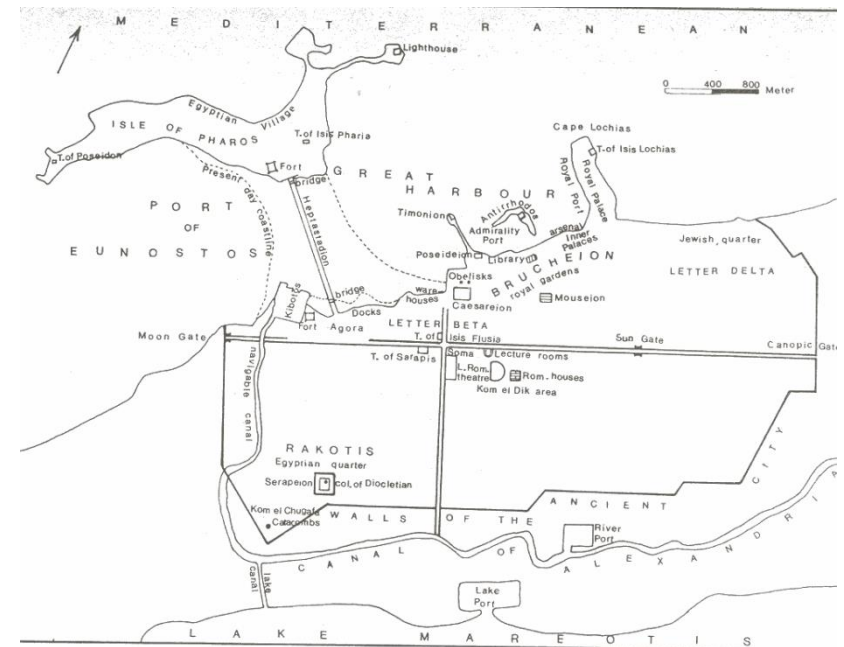 MEDITERRANEAN
Lighthouse
0 400 800 Meter
Egyptian Village
ISLE OF PHAROS
T. of Isis Pharia
Cape Lochias
T. of Isis Lochias
T. of Poseidon
Fort
bridge
GREAT
HARBOUR
Royal Port
Royal Palace
Present day coastline
PORT
OF
EUNOSTOS
Heptastadion
Timonion
Antirrhodos
Admirality
Port
arsenal
Inner
Palaces
Jewish quarter
Poseideion
Library
BRUCHEION
royal gardens
LETTER DELTA
Obelisks
Kibotos
bridge
ware
houses
Caesareion
Mouseion
Docks
Fort
Agora
LETTER BETA
Moon Gate
T. of Isis Flusia
Sun Gate
Canopic Gate
T. of Sarapis
Soma
Lecture rooms
L. Rom.
theatre
Rom. houses
Kom el Dik area
navigable canal
RAKOTIS
Egyptian quarter
Serapeion
col. of Diocletian
Kom el Chugafa
Catacombs
WALLS OF THE ANCIENT CITY
River
Port
CANAL OF ALEXANDRIA
lake
canal
Lake
Port
LAKE MAREOTIS